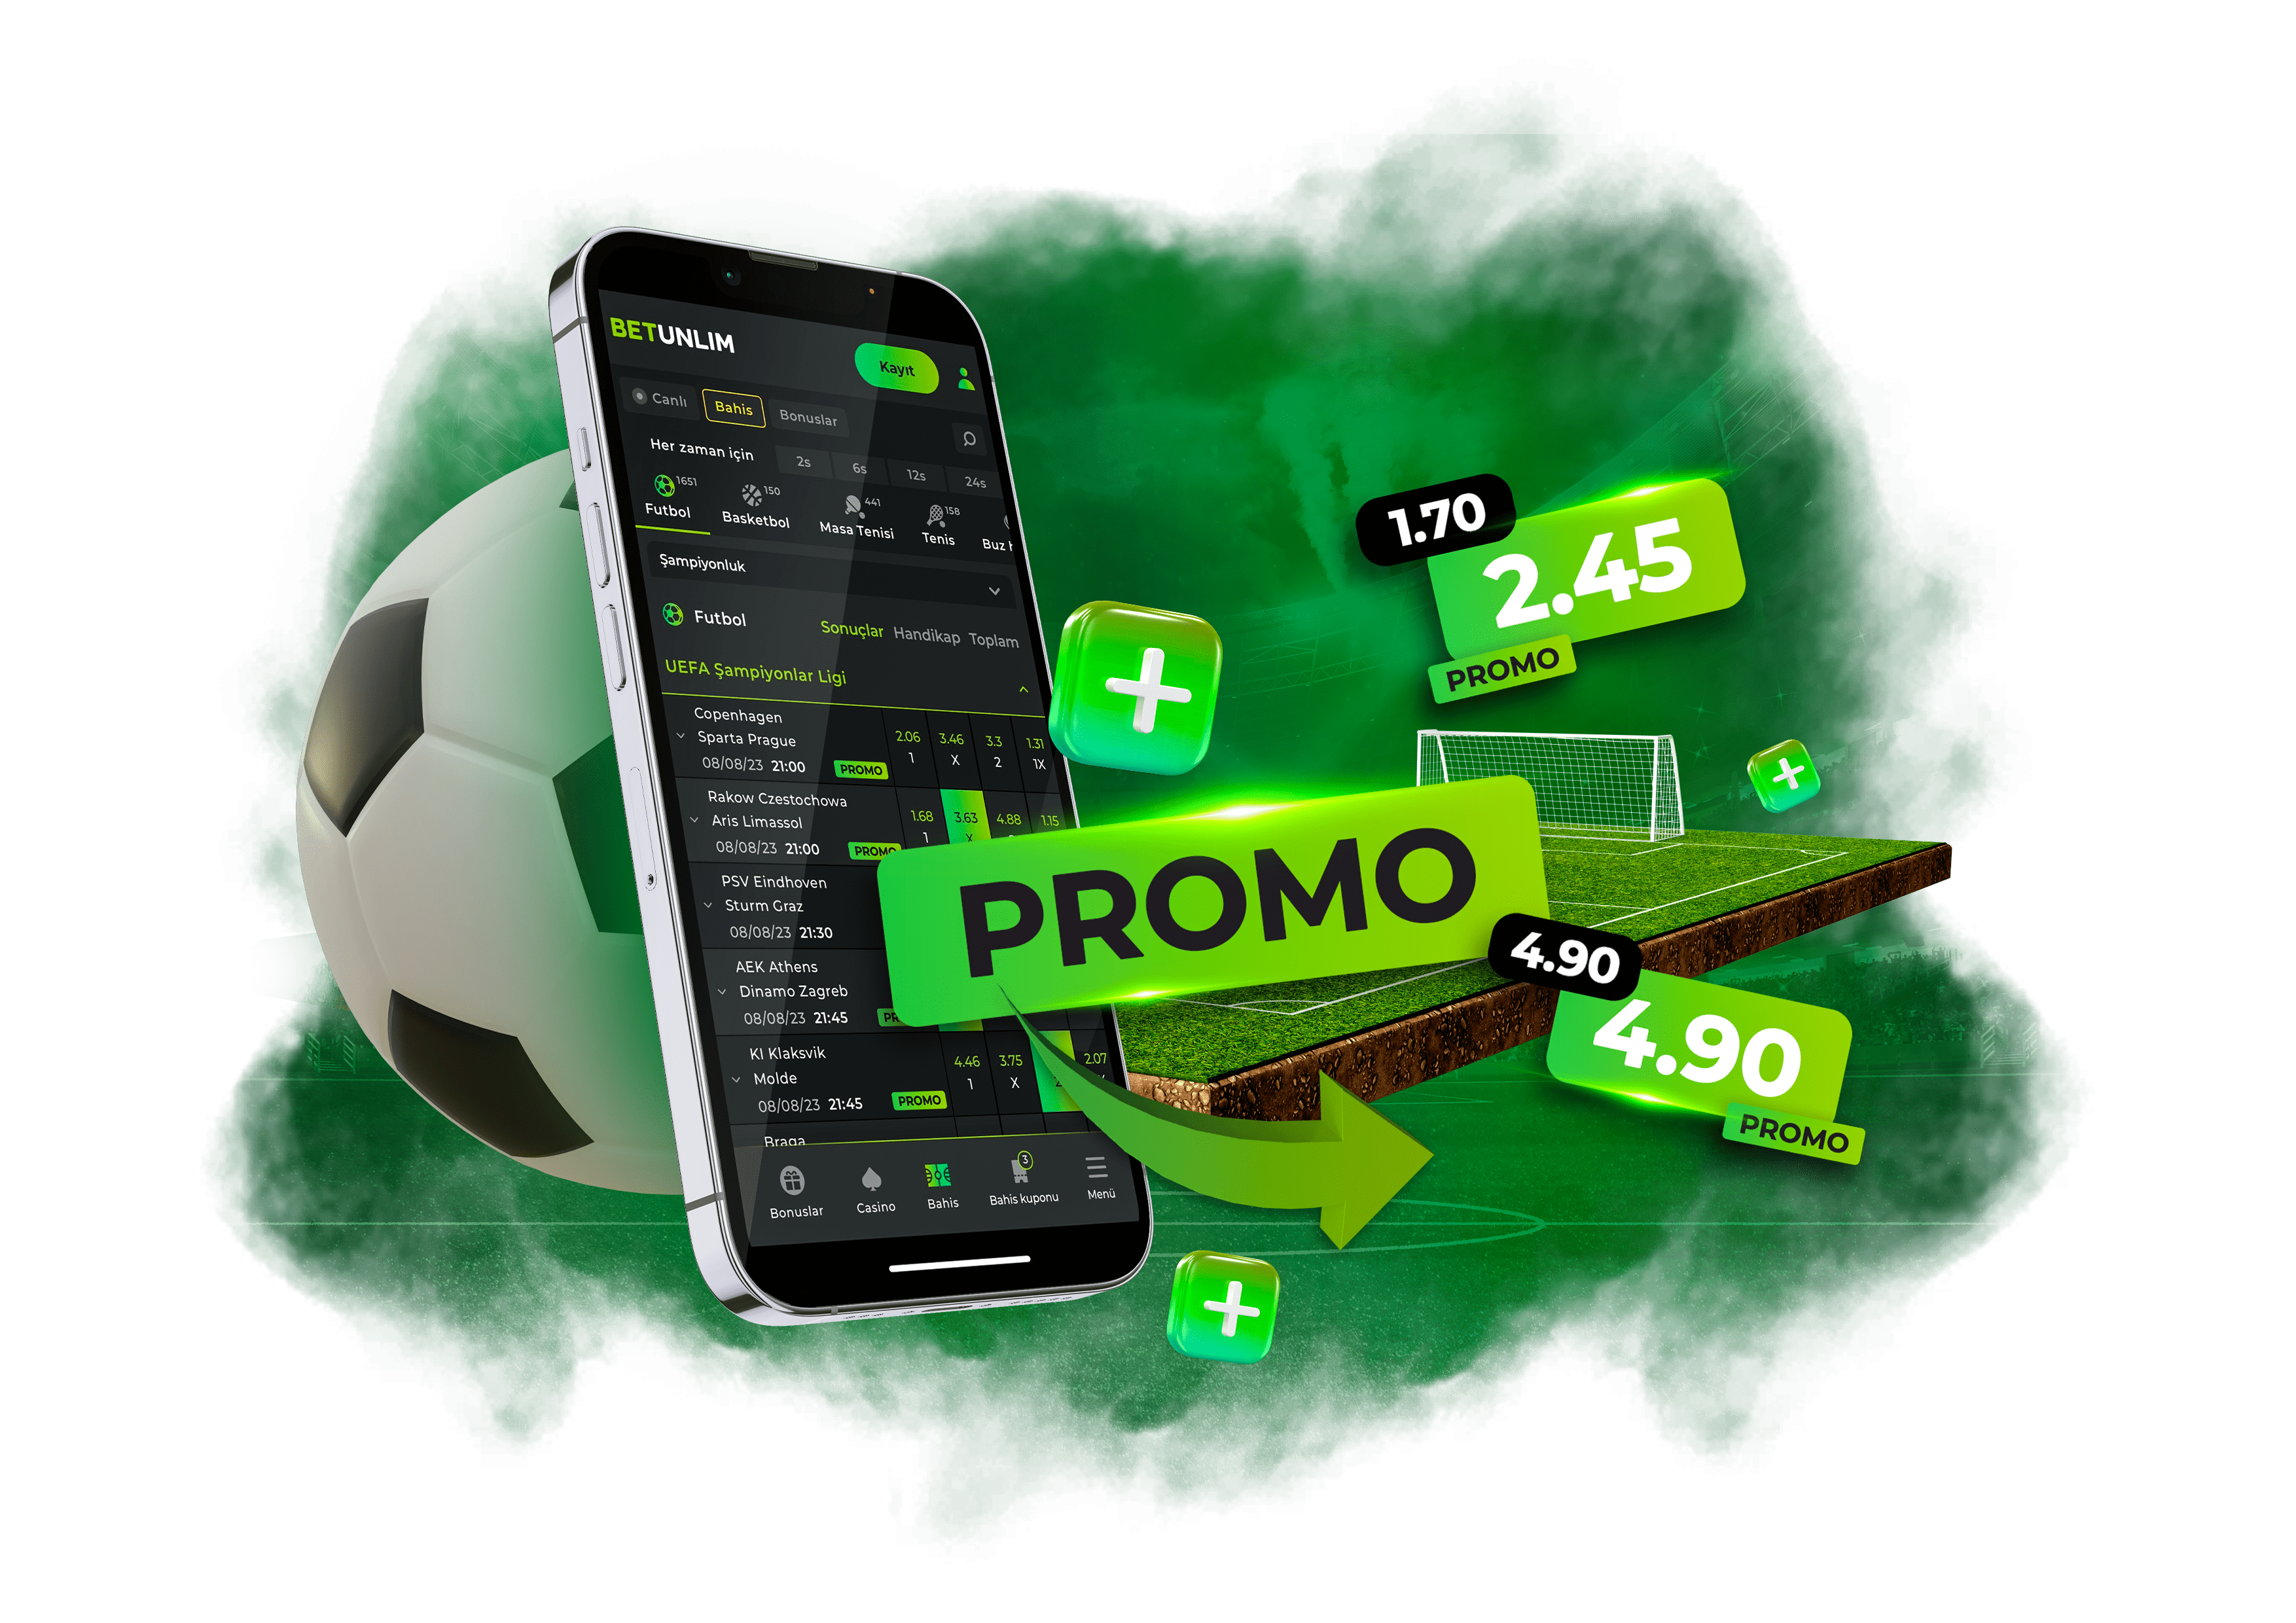 BETUNLIM
Kayıt
Canlı Bahis Bonuslar
Her zaman için 2s 6s 12s 24s
1651 150 441 158
Futbol Basketbol Masa Tenisi Tenis Buz
Şampiyonluk
Futbol Sonuçlar Handikap Toplam
UEFA Şampiyonlar Ligi
Copenhagen
Sparta Prague 2.06 3.46 3.3 1.31
08/08/23 21:00 PROMO 1 X 2 1X
Rakow Czestochowa
Aris Limassol 1.68 3.63 4.88 1.15
08/08/23 21:00 PROMO 1 X
PSV Eindhoven
Sturm Graz
08/08/23 21:30
AEK Athens
Dinamo Zagreb
08/08/23 21:45 PR
KI Klaksvik
Molde 4.46 3.75 2.07
08/08/23 21:45 PROMO 1 X 2
Braga
3
Bonuslar Casino Bahis Bahis kuponu Menü
PROMO
1.70
2.45
PROMO
4.90
4.90
PROMO